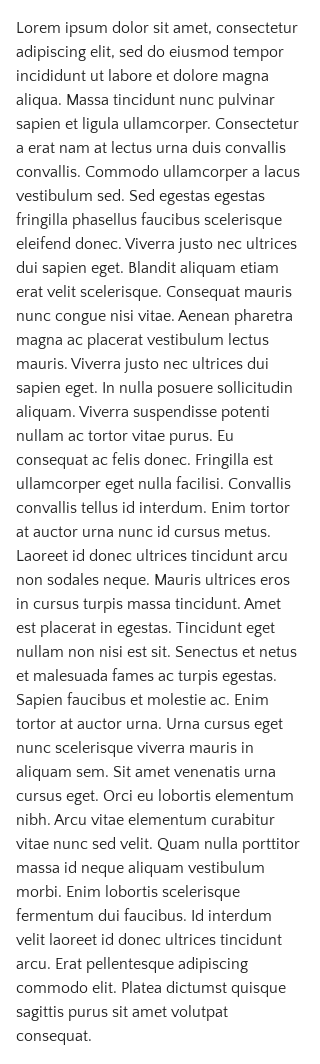 Lorem ipsum dolor sit amet, consectetur
adipiscing elit, sed do eiusmod tempor
incididunt ut labore et dolore magna
aliqua. Massa tincidunt nunc pulvinar
sapien et ligula ullamcorper. Consectetur
a erat nam at lectus urna duis convallis
convallis. Commodo ullamcorper a lacus
vestibulum sed. Sed egestas egestas
fringilla phasellus faucibus scelerisque
eleifend donec. Viverra justo nec ultrices
dui sapien eget. Blandit aliquam etiam
erat velit scelerisque. Consequat mauris
nunc congue nisi vitae. Aenean pharetra
magna ac placerat vestibulum lectus
mauris. Viverra justo nec ultrices dui
sapien eget. In nulla posuere sollicitudin
aliquam. Viverra suspendisse potenti
nullam ac tortor vitae purus. Eu
consequat ac felis donec. Fringilla est
ullamcorper eget nulla facilisi. Convallis
convallis tellus id interdum. Enim tortor
at auctor urna nunc id cursus metus.
Laoreet id donec ultrices tincidunt arcu
non sodales neque. Mauris ultrices eros
in cursus turpis massa tincidunt. Amet
est placerat in egestas. Tincidunt eget
nullam non nisi est sit. Senectus et netus
et malesuada fames ac turpis egestas.
Sapien faucibus et molestie ac. Enim
tortor at auctor urna. Urna cursus eget
nunc scelerisque viverra mauris in
aliquam sem. Sit amet venenatis urna
cursus eget. Orci eu lobortis elementum
nibh. Arcu vitae elementum curabitur
vitae nunc sed velit. Quam nulla porttitor
massa id neque aliquam vestibulum
morbi. Enim lobortis scelerisque
fermentum dui faucibus. Id interdum
velit laoreet id donec ultrices tincidunt
arcu. Erat pellentesque adipiscing
commodo elit. Platea dictumst quisque
sagittis purus sit amet volutpat
consequat.